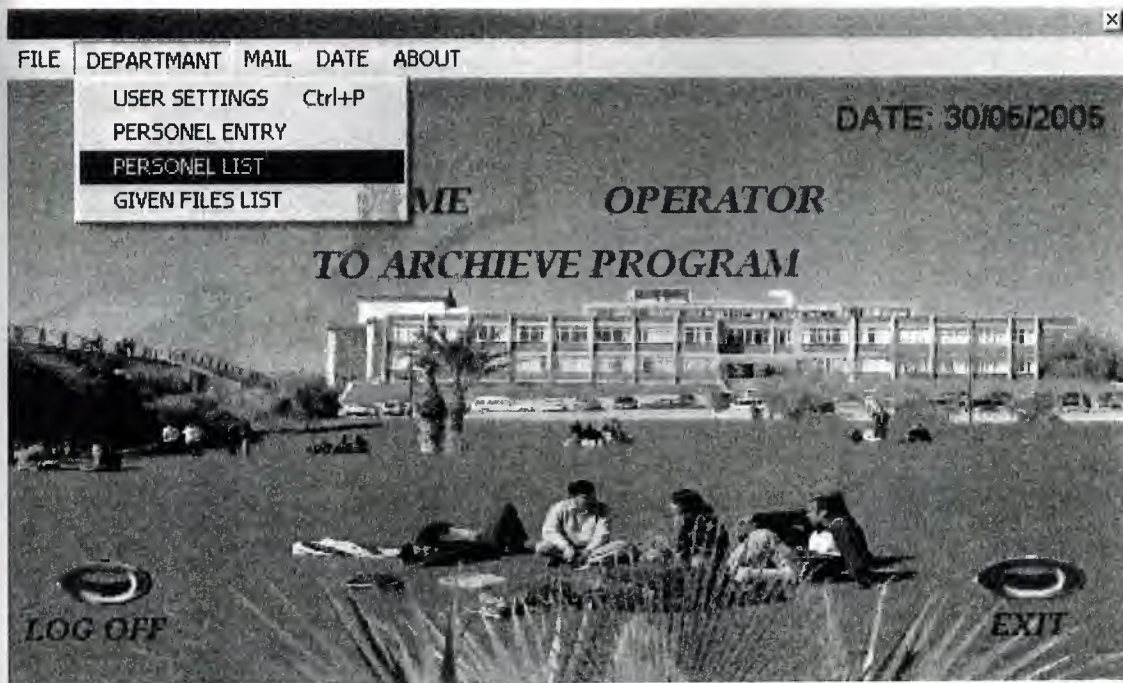 FILE DEPARTMANT MAIL DATE ABOUT
USER SETTINGS Ctrl+P
PERSONEL ENTRY
PERSONEL LIST
GIVEN FILES LIST
DATE: 30/05/2005
OPERATOR
TO ARCHIEVE PROGRAM
LOG OFF
EXIT